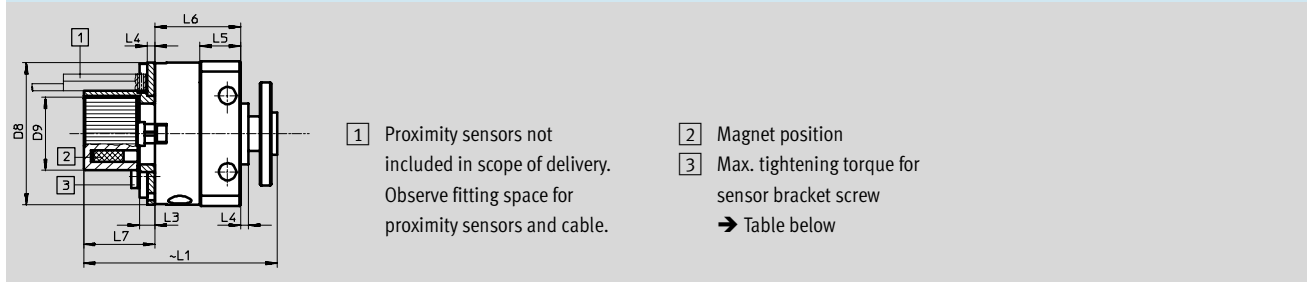 L6
L4
L5
1
D8
D9
2
3
L3
L4
L7
~L1
1 Proximity sensors not
included in scope of delivery.
Observe fitting space for
proximity sensors and cable.
2 Magnet position
3 Max. tightening torque for
sensor bracket screw
➔ Table below